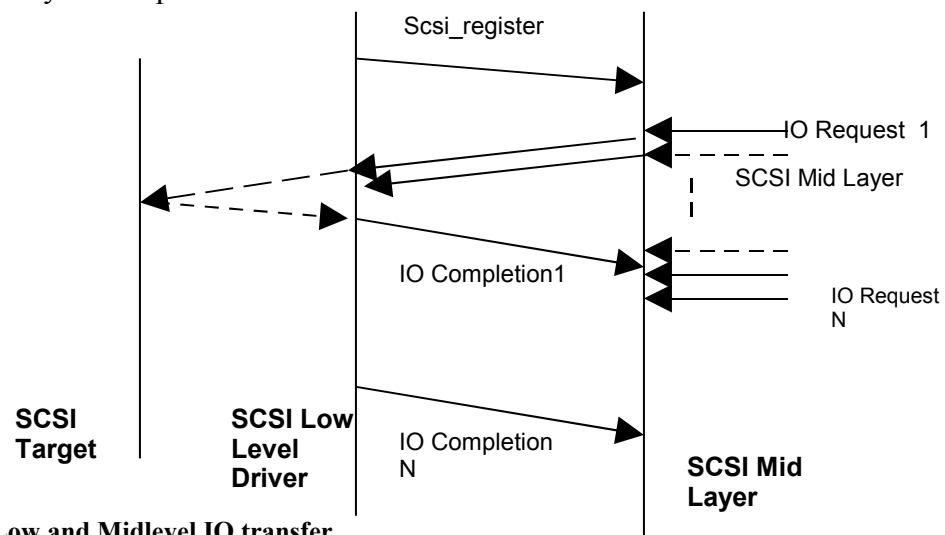 Scsi_register
IO Request 1
SCSI Mid Layer
IO Completion1
IO Request
N
SCSI
Target
SCSI Low
Level
Driver
IO Completion
N
SCSI Mid
Layer
and Midlevel IO transfer